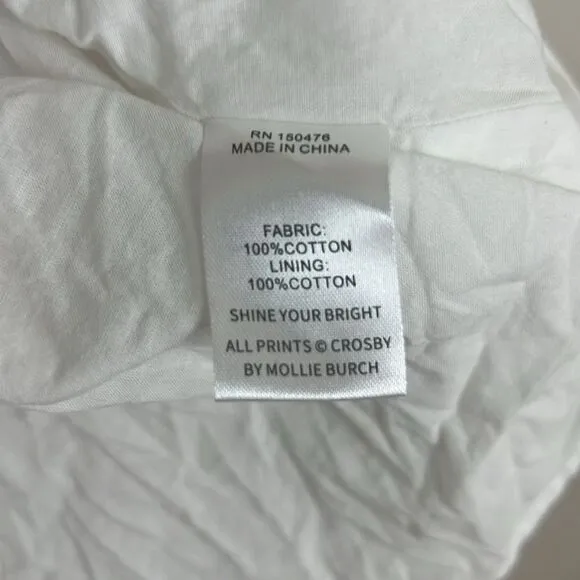 RN 150476
MADE IN CHINA
FABRIC:
100%COTTON
LINING:
100%COTTON
SHINE YOUR BRIGHT
ALL PRINTS © CROSBY
BY MOLLIE BURCH